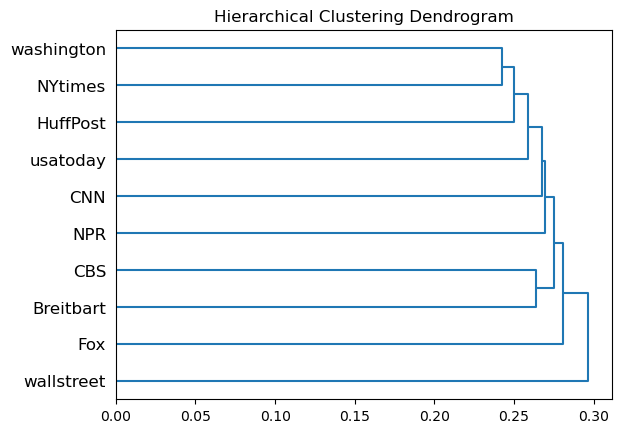 Hierarchical Clustering Dendrogram
washington
NYtimes
HuffPost
usatoday
CNN
NPR
CBS
Breitbart
Fox
wallstreet
0.00 0.05 0.10 0.15 0.20 0.25 0.30